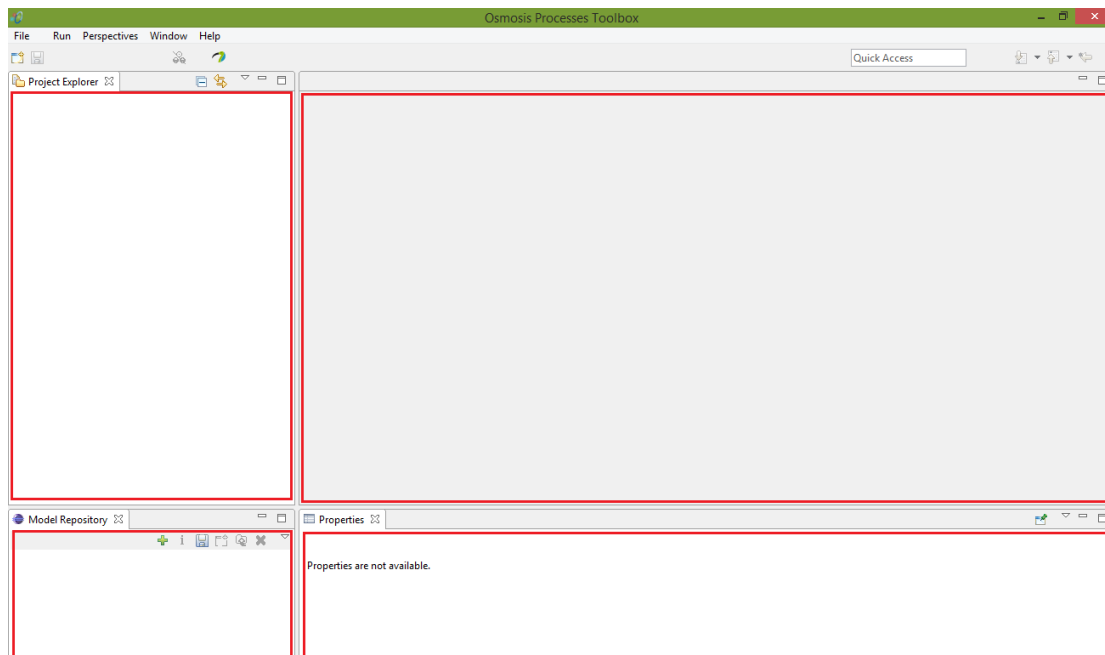 Osmosis Processes Toolbox
File Run Perspectives Window Help
Quick Access
Project Explorer
Model Repository
Properties
Properties are not available.